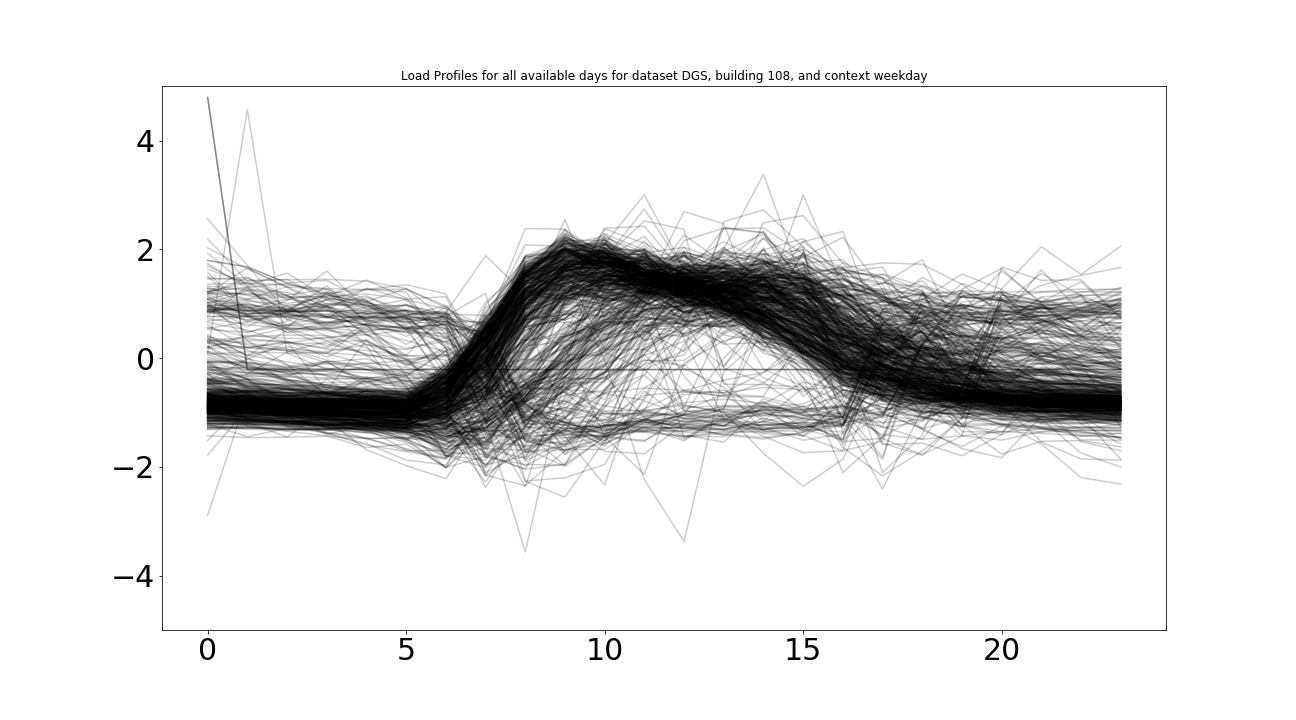 Load Profiles for all available days for dataset DGS, building 108, and context weekday
4
2
0
−2
−4
0 5 10 15 20